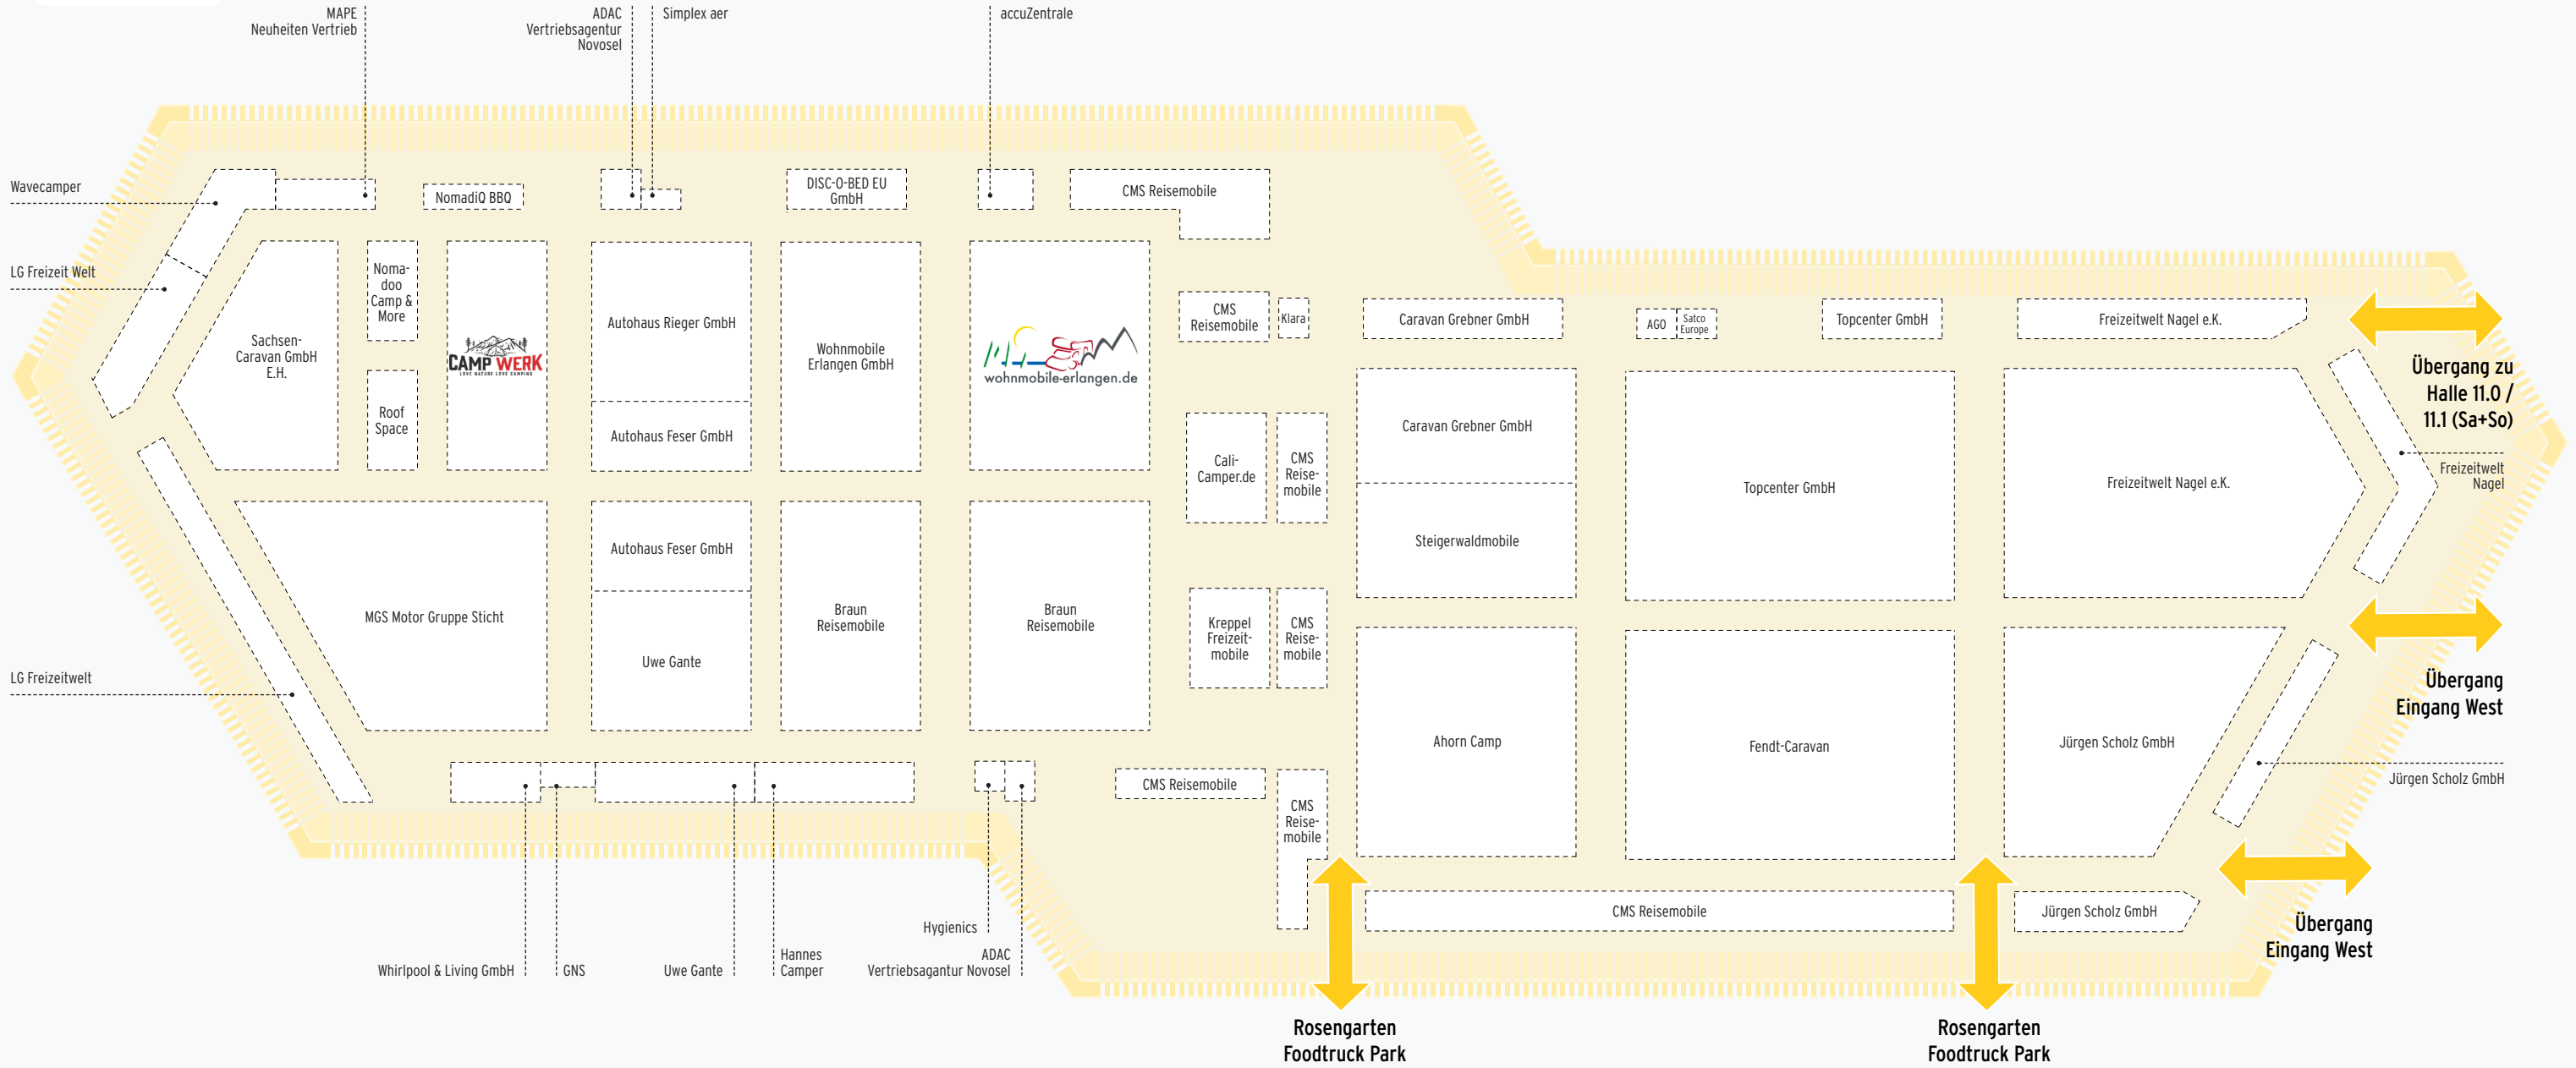 MAPE
Neuheiten Vertrieb
ADAC
Vertriebsagentur
Novosel
Simplex aer
accuZentrale
Wavecamper
NomadiQ BBQ
DISC-O-BED EU
GmbH
CMS Reisemobile
LG Freizeit Welt
Noma-
doo
Camp &
More
Sachsen-
Caravan GmbH
E.H.
Roof
Space
CAMP WERK
LOVE NATURE LOVE CAMPING
Autohaus Rieger GmbH
Autohaus Feser GmbH
Wohnmobile
Erlangen GmbH
wohnmobile-erlangen.de
CMS
Reisemobile
Klara
Caravan Grebner GmbH
AGO
Satco
Europe
Topcenter GmbH
Freizeitwelt Nagel e.K.
Übergang zu
Halle 11.0 /
11.1 (Sa+So)
Cali-
Camper.de
CMS
Reise-
mobile
Caravan Grebner GmbH
Steigerwaldmobile
Topcenter GmbH
Freizeitwelt Nagel e.K.
Freizeitwelt
Nagel
MGS Motor Gruppe Sticht
Autohaus Feser GmbH
Uwe Gante
Braun
Reisemobile
Braun
Reisemobile
Kreppel
Freizeit-
mobile
CMS
Reise-
mobile
Übergang
Eingang West
LG Freizeitwelt
Ahorn Camp
Fendt-Caravan
Jürgen Scholz GmbH
Jürgen Scholz GmbH
CMS Reisemobile
CMS
Reise-
mobile
CMS Reisemobile
Jürgen Scholz GmbH
Übergang
Eingang West
Whirlpool & Living GmbH
GNS
Uwe Gante
Hannes
Camper
Hygienics
ADAC
Vertriebsagantur Novosel
Rosengarten
Foodtruck Park
Rosengarten
Foodtruck Park